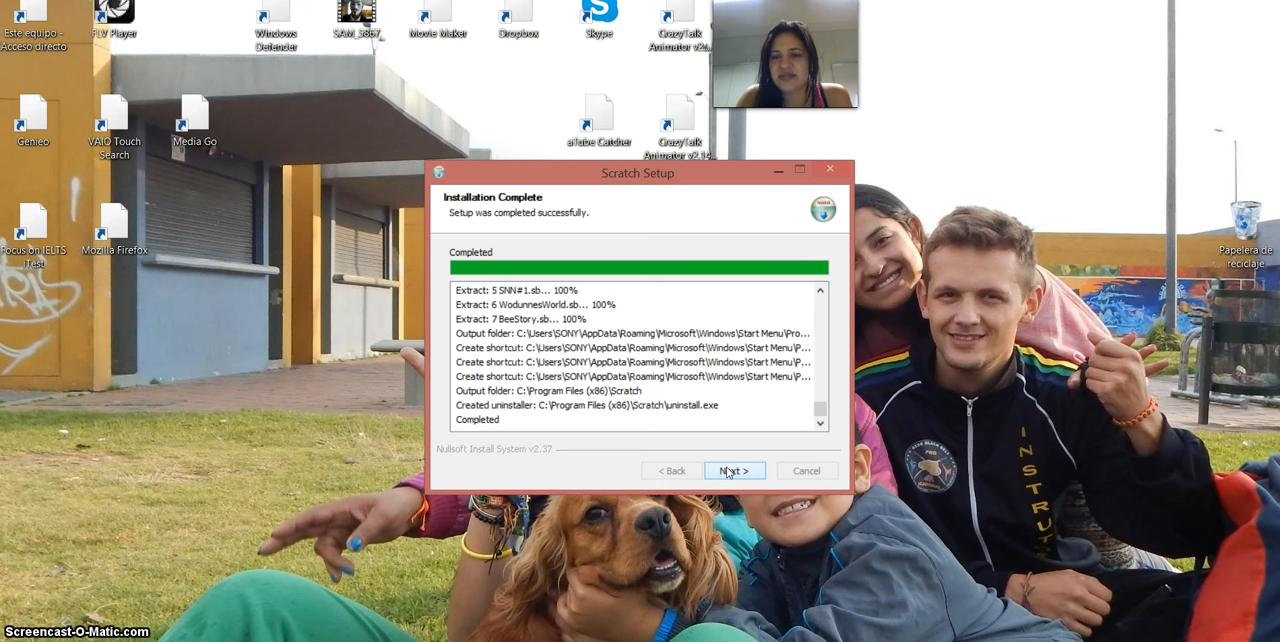 Este equipo -
Acceso directo
FLV Player
Windows
Defender
SAM_5867
Movie Maker
Dropbox
Skype
CrazyTalk
Animator v2...
Genieo
VAIO Touch
Search
Media Go
aTube Catcher
CrazyTalk
Animator v2.14...
Focus on IELTS
iTest
Mozilla Firefox
Papelera de
reciclaje
Scratch Setup
Installation Complete
Setup was completed successfully.
Completed
Extract: 5 SNN#1.sb... 100%
Extract: 6 WodunnesWorld.sb... 100%
Extract: 7 BeeStory.sb... 100%
Output folder: C:\Users\SONY\AppData\Roaming\Microsoft\Windows\Start Menu\Pro...
Create shortcut: C:\Users\SONY\AppData\Roaming\Microsoft\Windows\Start Menu\P...
Create shortcut: C:\Users\SONY\AppData\Roaming\Microsoft\Windows\Start Menu\P...
Create shortcut: C:\Users\SONY\AppData\Roaming\Microsoft\Windows\Start Menu\P...
Output folder: C:\Program Files (x86)\Scratch
Created uninstaller: C:\Program Files (x86)\Scratch\uninstall.exe
Completed
Nullsoft Install System v2.37
< Back
Next >
Cancel
INSTRU
Screencast-O-Matic.com